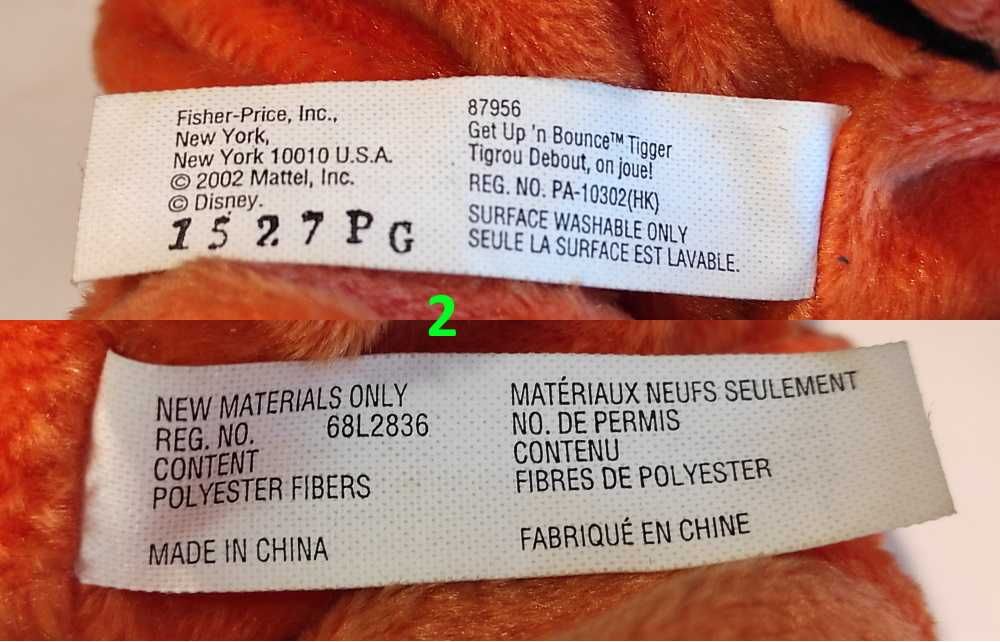 Fisher-Price, Inc.,
New York,
New York 10010 U.S.A.
© 2002 Mattel, Inc.
© Disney.
1527PG
87956
Get Up 'n Bounce™ Tigger
Tigrou Debout, on joue!
REG. NO. PA-10302(HK)
SURFACE WASHABLE ONLY
SEULE LA SURFACE EST LAVABLE.
2
NEW MATERIALS ONLY
REG. NO. 68L2836
CONTENT
POLYESTER FIBERS
MADE IN CHINA
MATÉRIAUX NEUFS SEULEMENT
NO. DE PERMIS
CONTENU
FIBRES DE POLYESTER
FABRIQUÉ EN CHINE